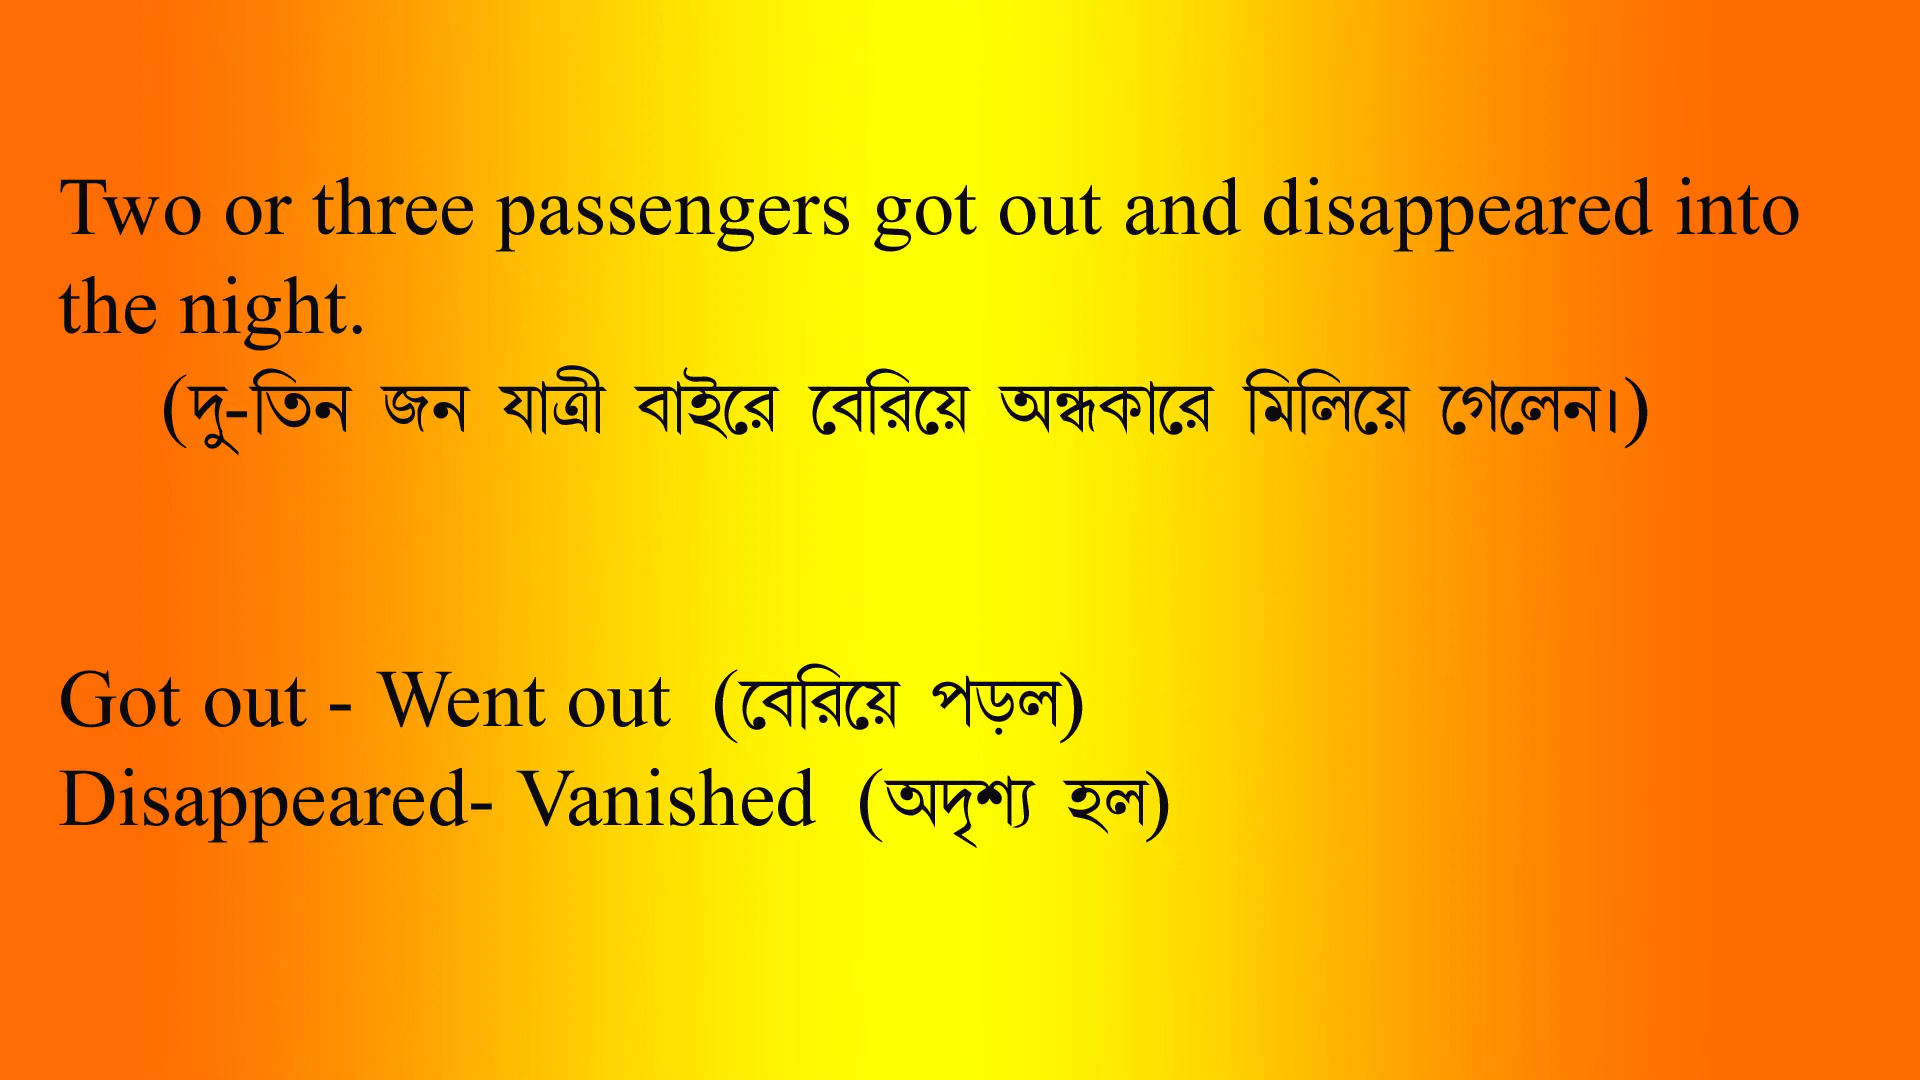 Two or three passengers got out and disappeared into
the night.
(দু-তিন জন যাত্রী বাইরে বেরিয়ে অন্ধকারে মিলিয়ে গেলেন।)
Got out - Went out (বেরিয়ে পড়ল)
Disappeared- Vanished (অদৃশ্য হল)